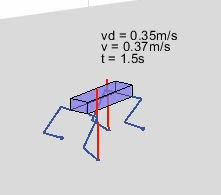 vd = 0.35m/s
v = 0.37m/s
t = 1.5s